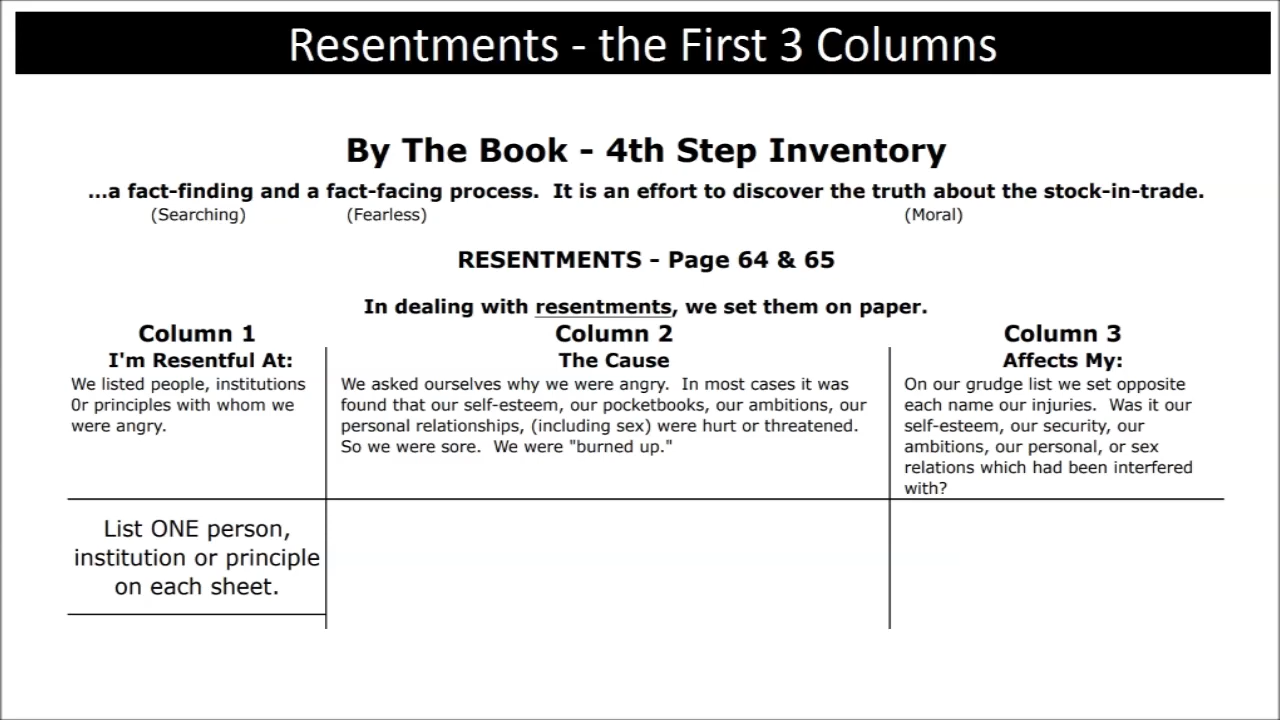 Resentments - the First 3 Columns
By The Book - 4th Step Inventory
...a fact-finding and a fact-facing process.  It is an effort to discover the truth about the stock-in-trade.
(Searching) (Fearless) (Moral)
RESENTMENTS - Page 64 & 65
In dealing with resentments, we set them on paper.
Column 1
I'm Resentful At:
We listed people, institutions
0r principles with whom we
were angry.
List ONE person,
institution or principle
on each sheet.
Column 2
The Cause
We asked ourselves why we were angry.  In most cases it was
found that our self-esteem, our pocketbooks, our ambitions, our
personal relationships, (including sex) were hurt or threatened.
So we were sore.  We were "burned up."
Column 3
Affects My:
On our grudge list we set opposite
each name our injuries.  Was it our
self-esteem, our security, our
ambitions, our personal, or sex
relations which had been interfered
with?